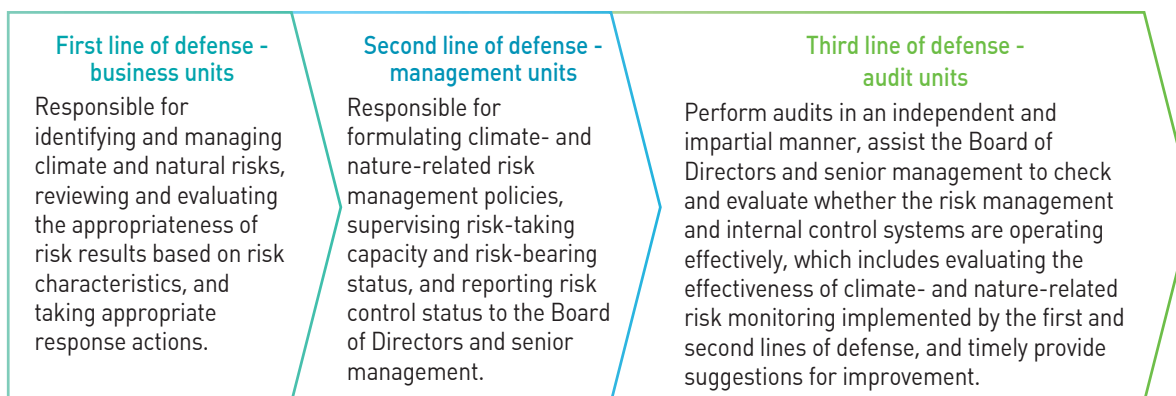 First line of defense -
business units
Responsible for
identifying and managing
climate and natural risks,
reviewing and evaluating
the appropriateness of
risk results based on risk
characteristics, and
taking appropriate
response actions.
Second line of defense -
management units
Responsible for
formulating climate- and
nature-related risk
management policies,
supervising risk-taking
capacity and risk-bearing
status, and reporting risk
control status to the Board
of Directors and senior
management.
Third line of defense -
audit units
Perform audits in an independent and
impartial manner, assist the Board of
Directors and senior management to check
and evaluate whether the risk management
and internal control systems are operating
effectively, which includes evaluating the
effectiveness of climate- and nature-related
risk monitoring implemented by the first and
second lines of defense, and timely provide
suggestions for improvement.